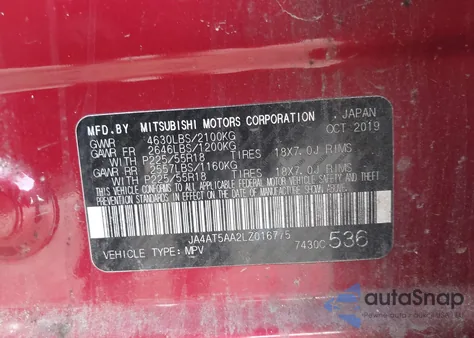 MFD.BY MITSUBISHI MOTORS CORPORATION , JAPAN
GVWR 4630LBS/2100KG OCT 2019
GAWR FR 2646LBS/1200KG
WITH P225/55R18 TIRES 18X7.0J RIMS
GAWR RR 2557LBS/1160KG
WITH P225/55R18 TIRES 18X7.0J RIMS
THIS VEHICLE CONFORMS TO ALL APPLICABLE FEDERAL MOTOR VEHICLE SAFETY AND THEFT
PREVENTION STANDARDS IN EFFECT ON THE DATE OF MANUFACTURE SHOWN ABOVE.
JA4AT5AA2LZ016775
VEHICLE TYPE: MPV 7430C 536
autoSnap